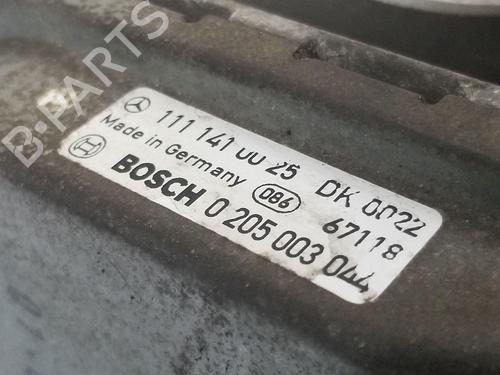 B-PARTS
111 141 00 25 DK 0022
Made in Germany 086 67118
BOSCH 0 205 003 044